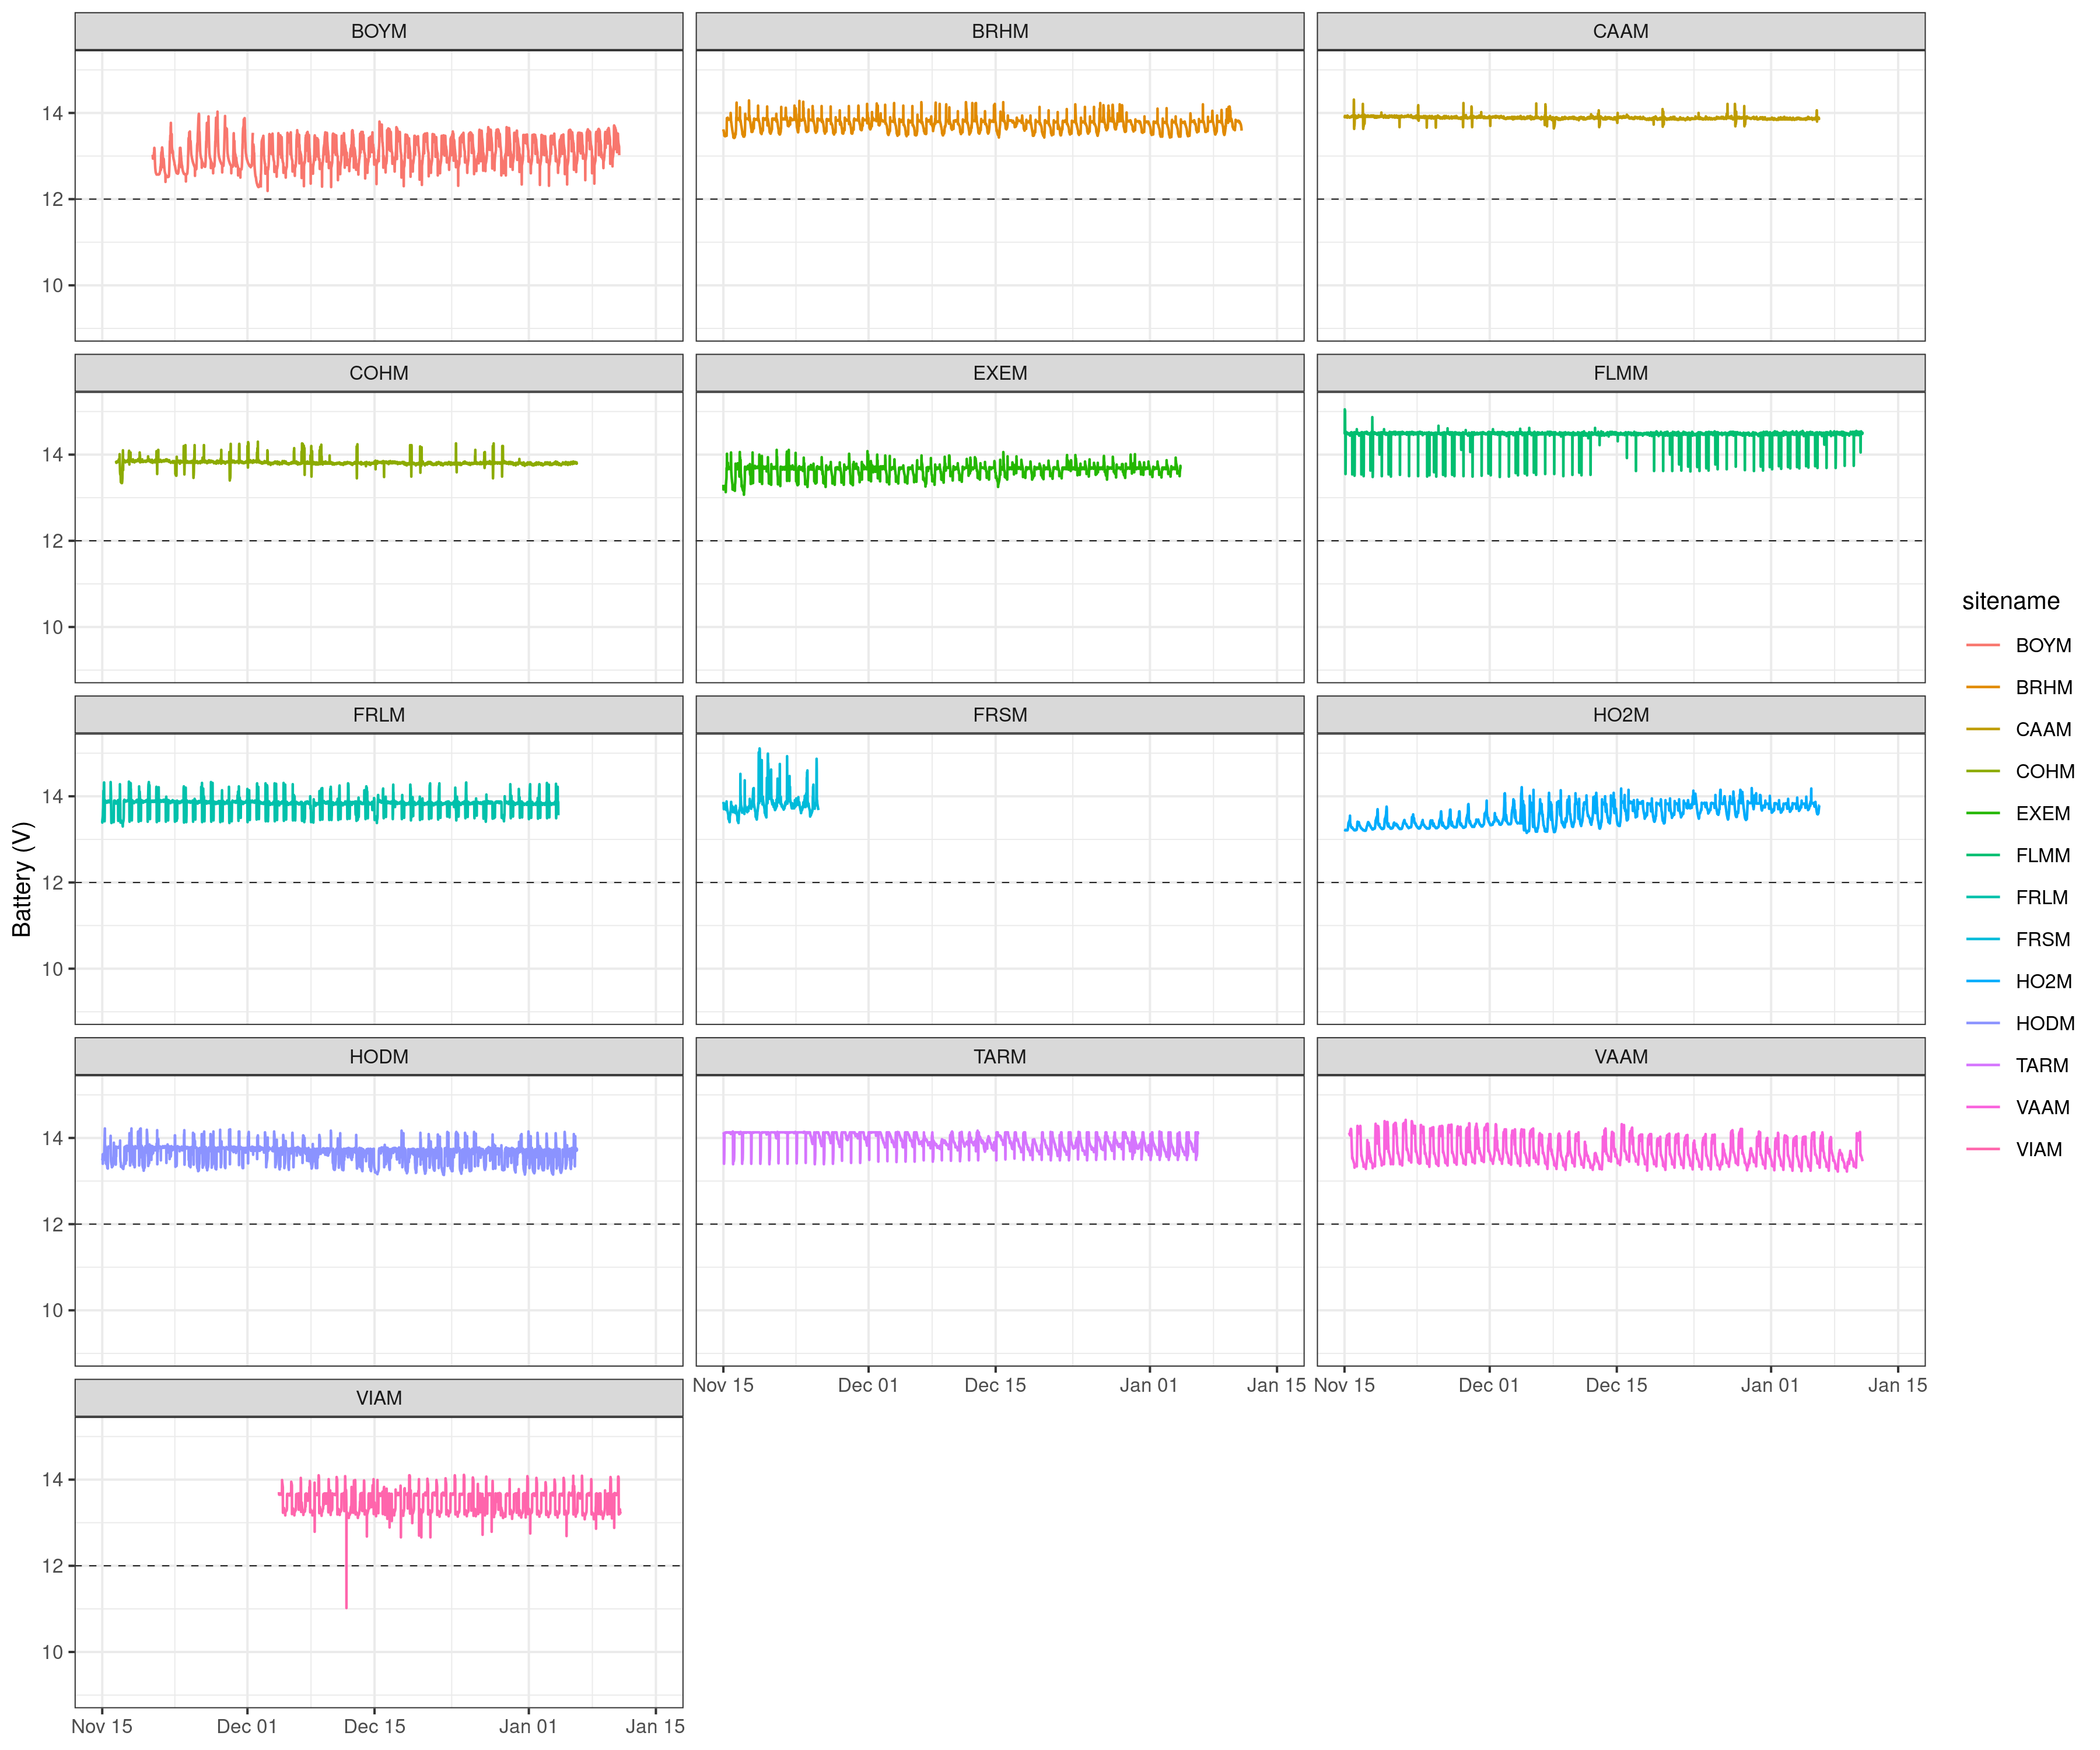 BOYM
BRHM
CAAM
14
12
10
COHM
EXEM
FLMM
14
12
10
FRLM
FRSM
HO2M
14
12
10
Battery (V)
HODM
TARM
VAAM
14
12
10
Nov 15
Dec 01
Dec 15
Jan 01
Jan 15
Nov 15
Dec 01
Dec 15
Jan 01
Jan 15
VIAM
14
12
10
Nov 15
Dec 01
Dec 15
Jan 01
Jan 15
sitename
BOYM
BRHM
CAAM
COHM
EXEM
FLMM
FRLM
FRSM
HO2M
HODM
TARM
VAAM
VIAM